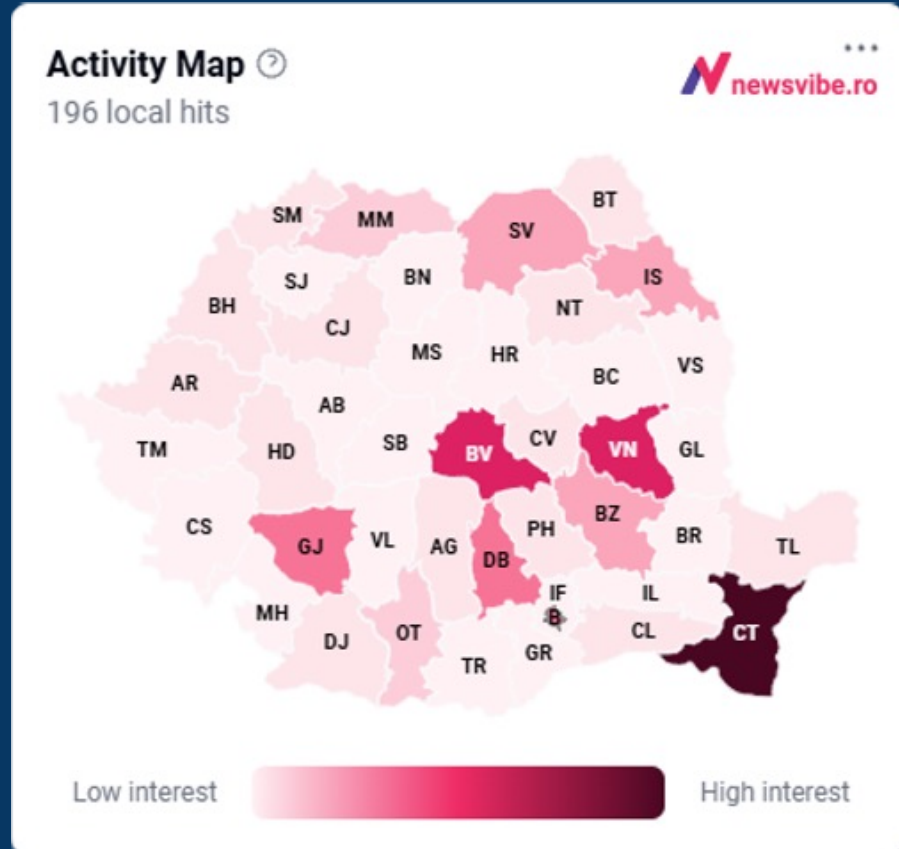 Activity Map ?
...
newsvibe.ro
196 local hits
BT
SM MM
SV
IS
SJ BN
BH NT
CJ
MS HR
VS
BC
AR
AB
CV
SB
TM HD BV VN GL
BZ
CS PH BR
VL AG
GJ DB TL
IF IL
MH B
DJ OT CL CT
GR
TR
Low interest High interest